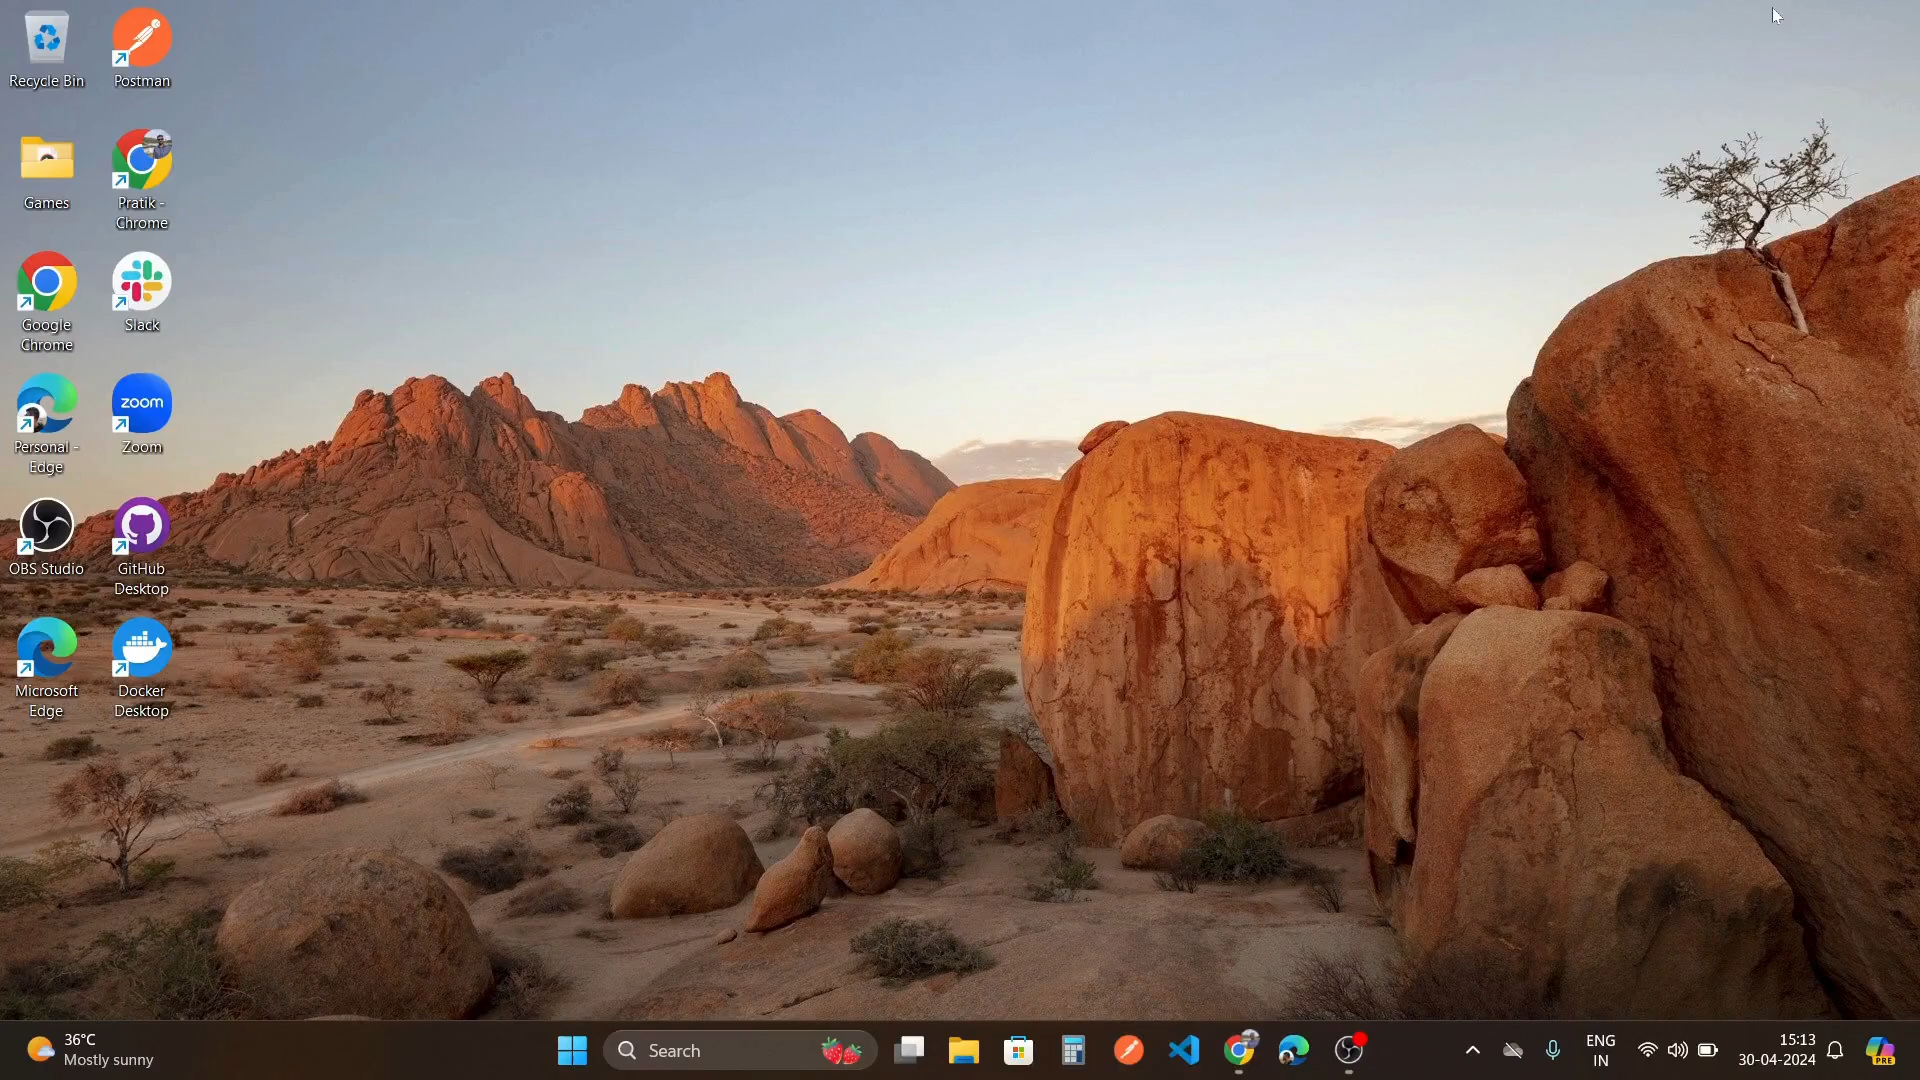 Recycle Bin
Postman
Games
Pratik -
Chrome
Google
Chrome
Slack
Personal -
Edge
zoom
Zoom
OBS Studio
GitHub
Desktop
Microsoft
Edge
Docker
Desktop
36°C
Mostly sunny
Search
ENG
IN
15:13
30-04-2024
PRE